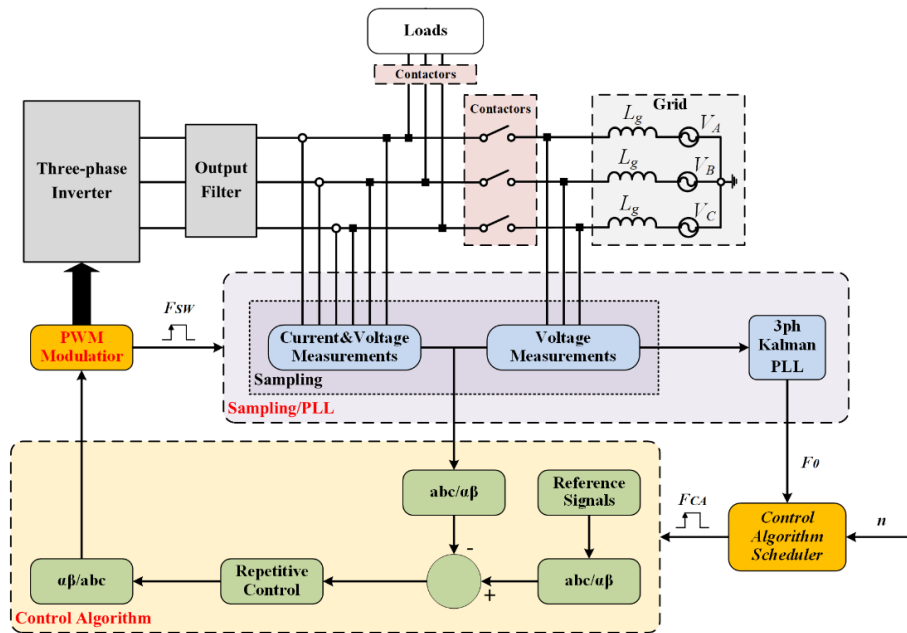 Loads
Contactors
Contactors
Grid
Three-phase
Inverter
Output
Filter
Lg
VA
Lg
VB
Lg
VC
FSW
PWM
Modulatior
Current&Voltage
Measurements
Voltage
Measurements
3ph
Kalman
PLL
Sampling
Sampling/PLL
F0
abc/αβ
Reference
Signals
FCA
Control
Algorithm
Scheduler
n
-
+
αβ/abc
Repetitive
Control
abc/αβ
Control Algorithm